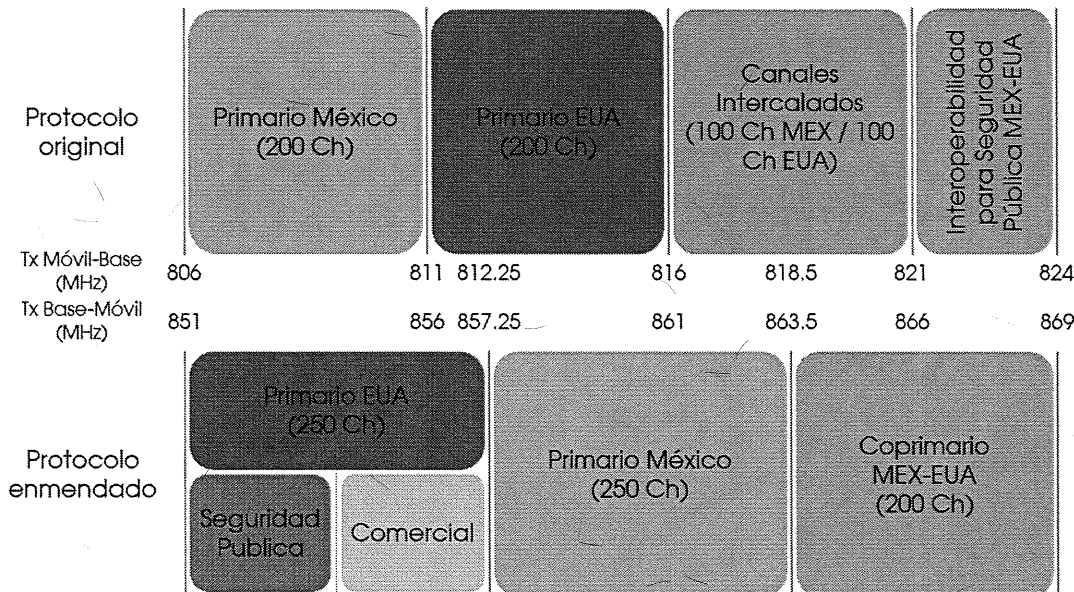 Protocolo
original
Primario México
(200 Ch)
Primario EUA
(200 Ch)
Canales
Intercalados
(100 Ch MEX / 100
Ch EUA)
Interoperabilidad
para Seguridad
Pública MEX-EUA
Tx Móvil-Base
(MHz)
806 811 812.25 816 818.5 821 824
Tx Base-Móvil
(MHz)
851 856 857.25 861 863.5 866 869
Protocolo
enmendado
Primario EUA
(250 Ch)
Seguridad
Publica
Comercial
Primario México
(250 Ch)
Coprimario
MEX-EUA
(200 Ch)